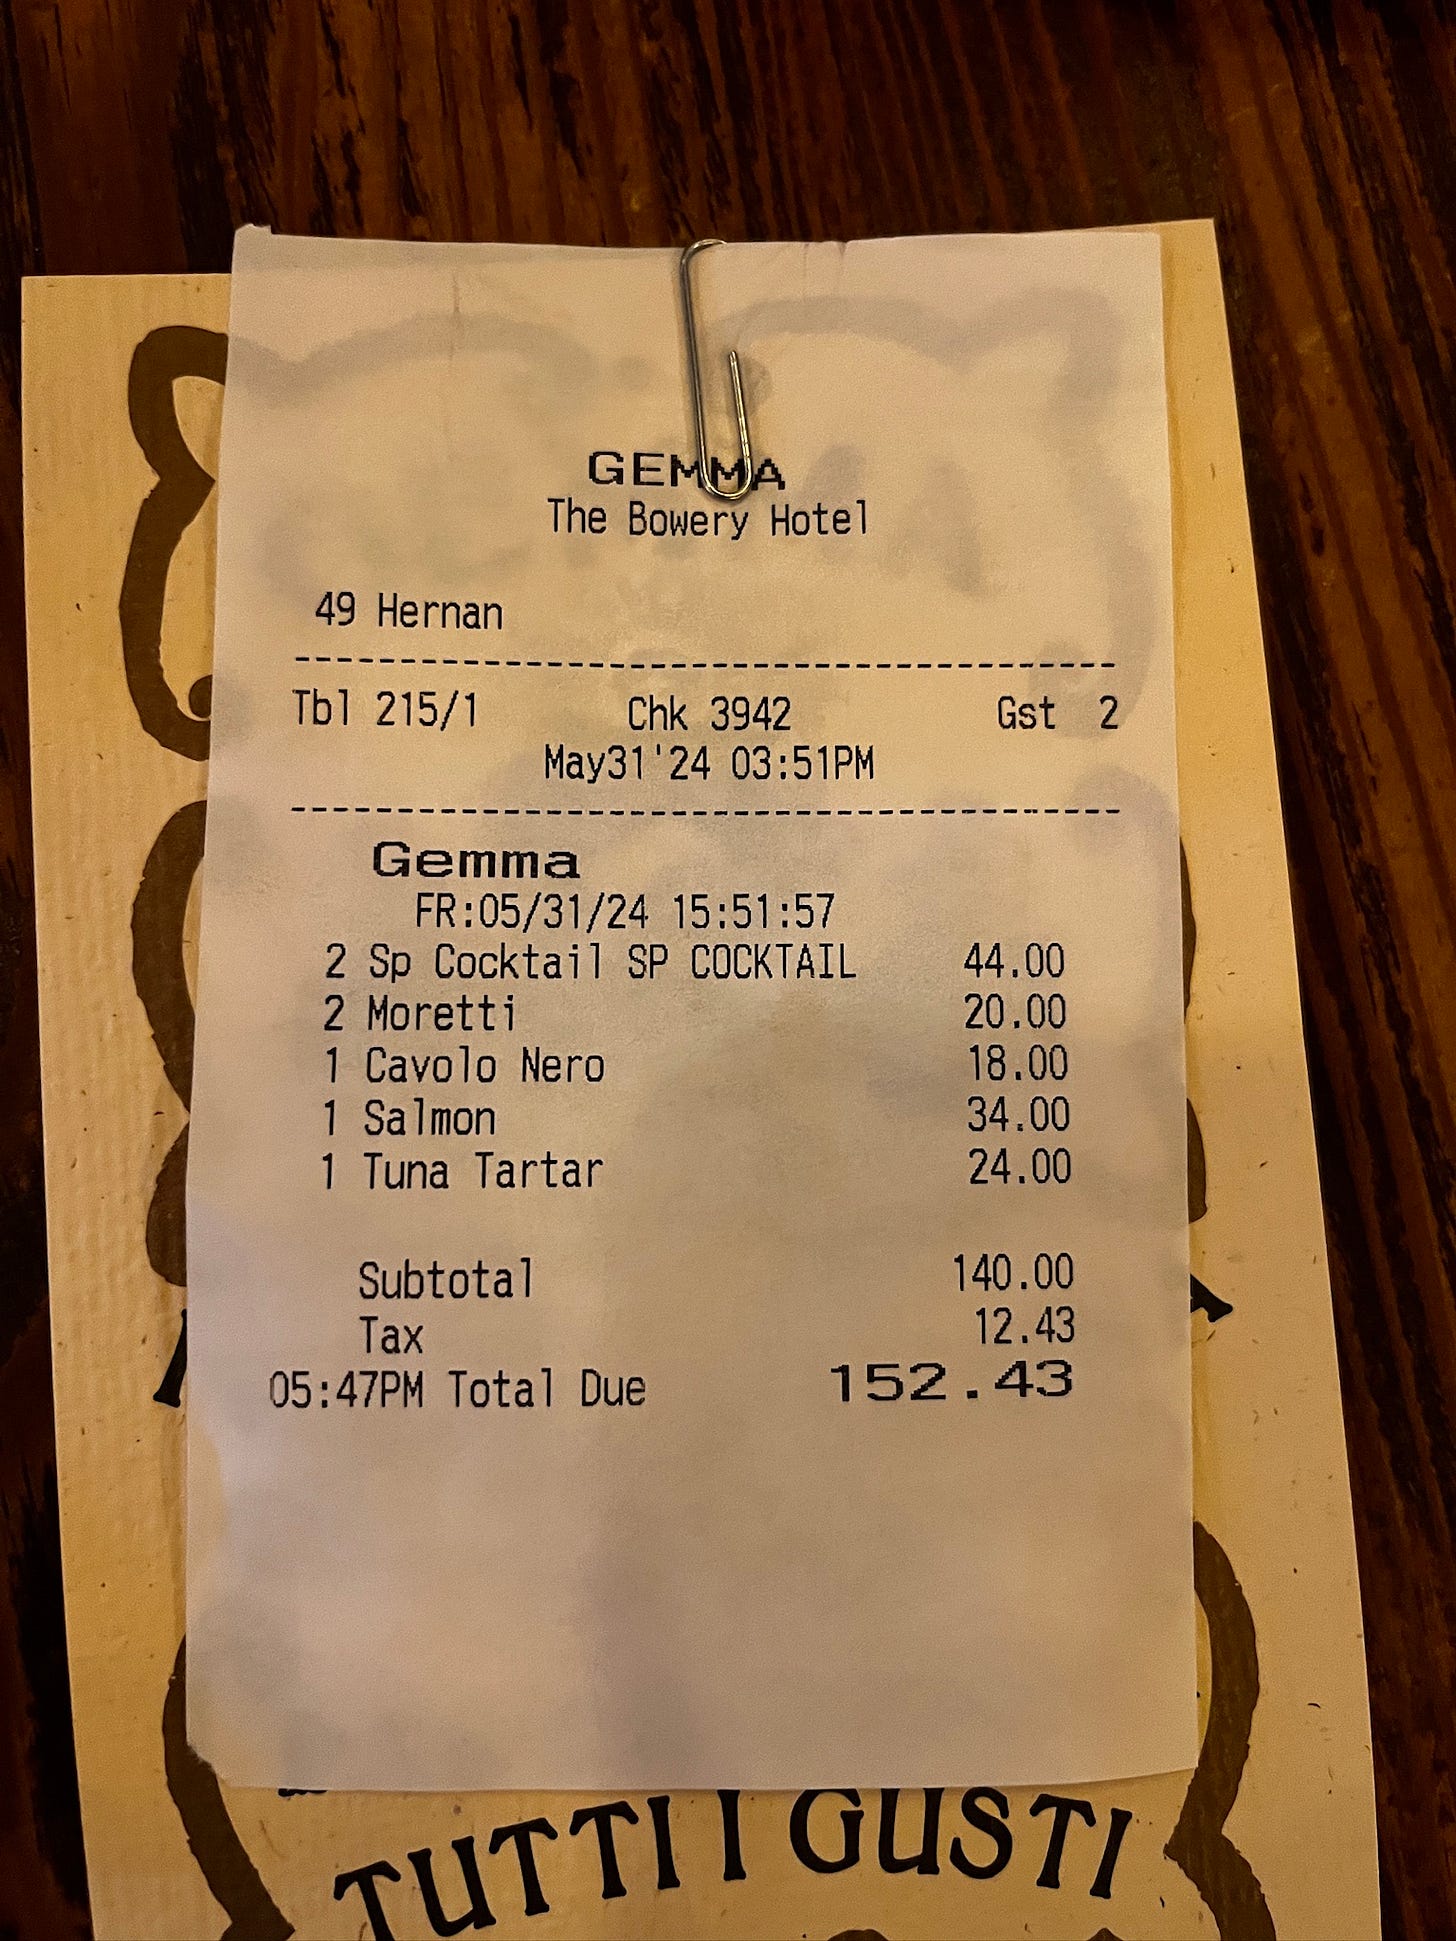 GEMMA
The Bowery Hotel
49 Hernan
----------------------------------------
Tbl 215/1 Chk 3942 Gst 2
May31'24 03:51PM
----------------------------------------
Gemma
FR:05/31/24 15:51:57
2 Sp Cocktail SP COCKTAIL 44.00
2 Moretti 20.00
1 Cavolo Nero 18.00
1 Salmon 34.00
1 Tuna Tartar 24.00
Subtotal 140.00
Tax 12.43
05:47PM Total Due 152.43
TUTTI I GUSTI